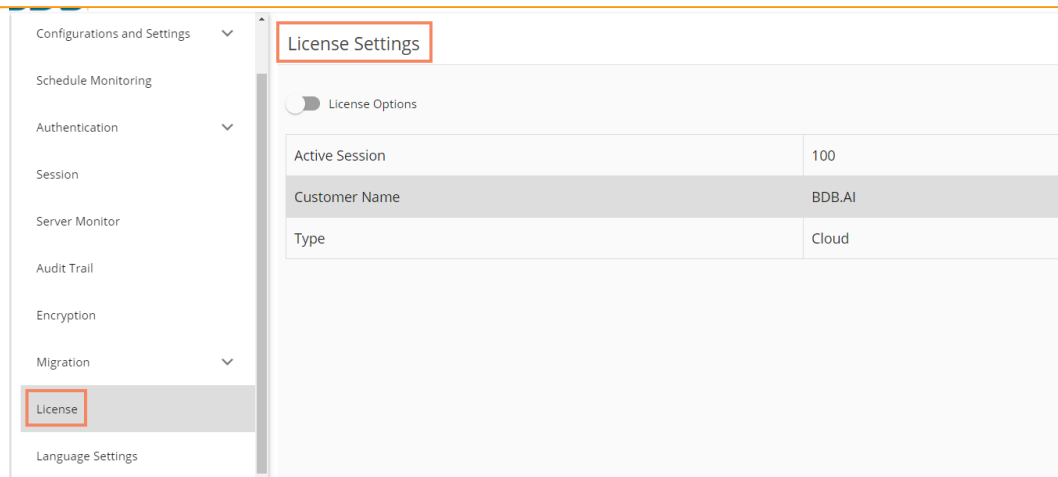 Configurations and Settings
Schedule Monitoring
Authentication
Session
Server Monitor
Audit Trail
Encryption
Migration
License
Language Settings
License Settings
License Options
Active Session 100
Customer Name BDB.AI
Type Cloud